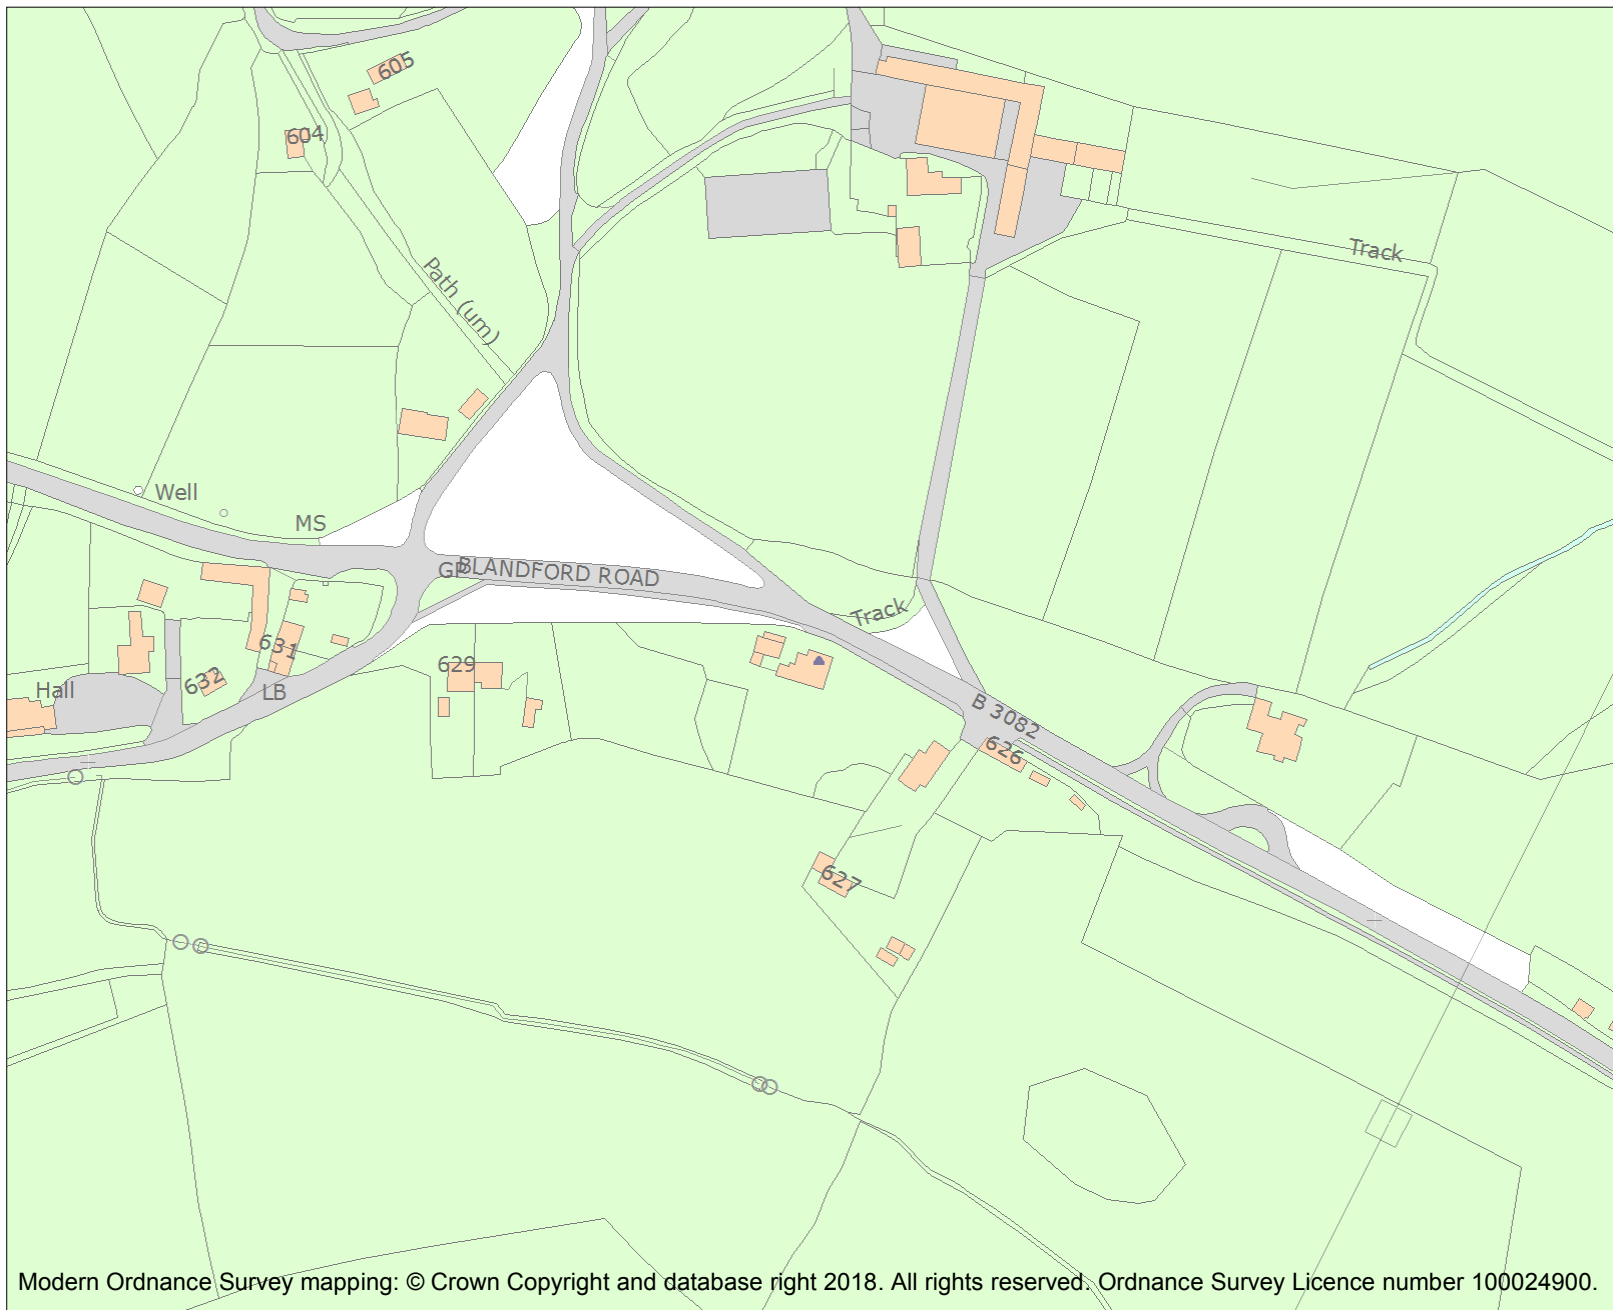 605
604
Track
Path (um)
Well
MS
GP
BLANDFORD ROAD
Track
631
629
632
Hall
LB
B 3082
626
627
Modern Ordnance Survey mapping: © Crown Copyright and database right 2018. All rights reserved. Ordnance Survey Licence number 100024900.